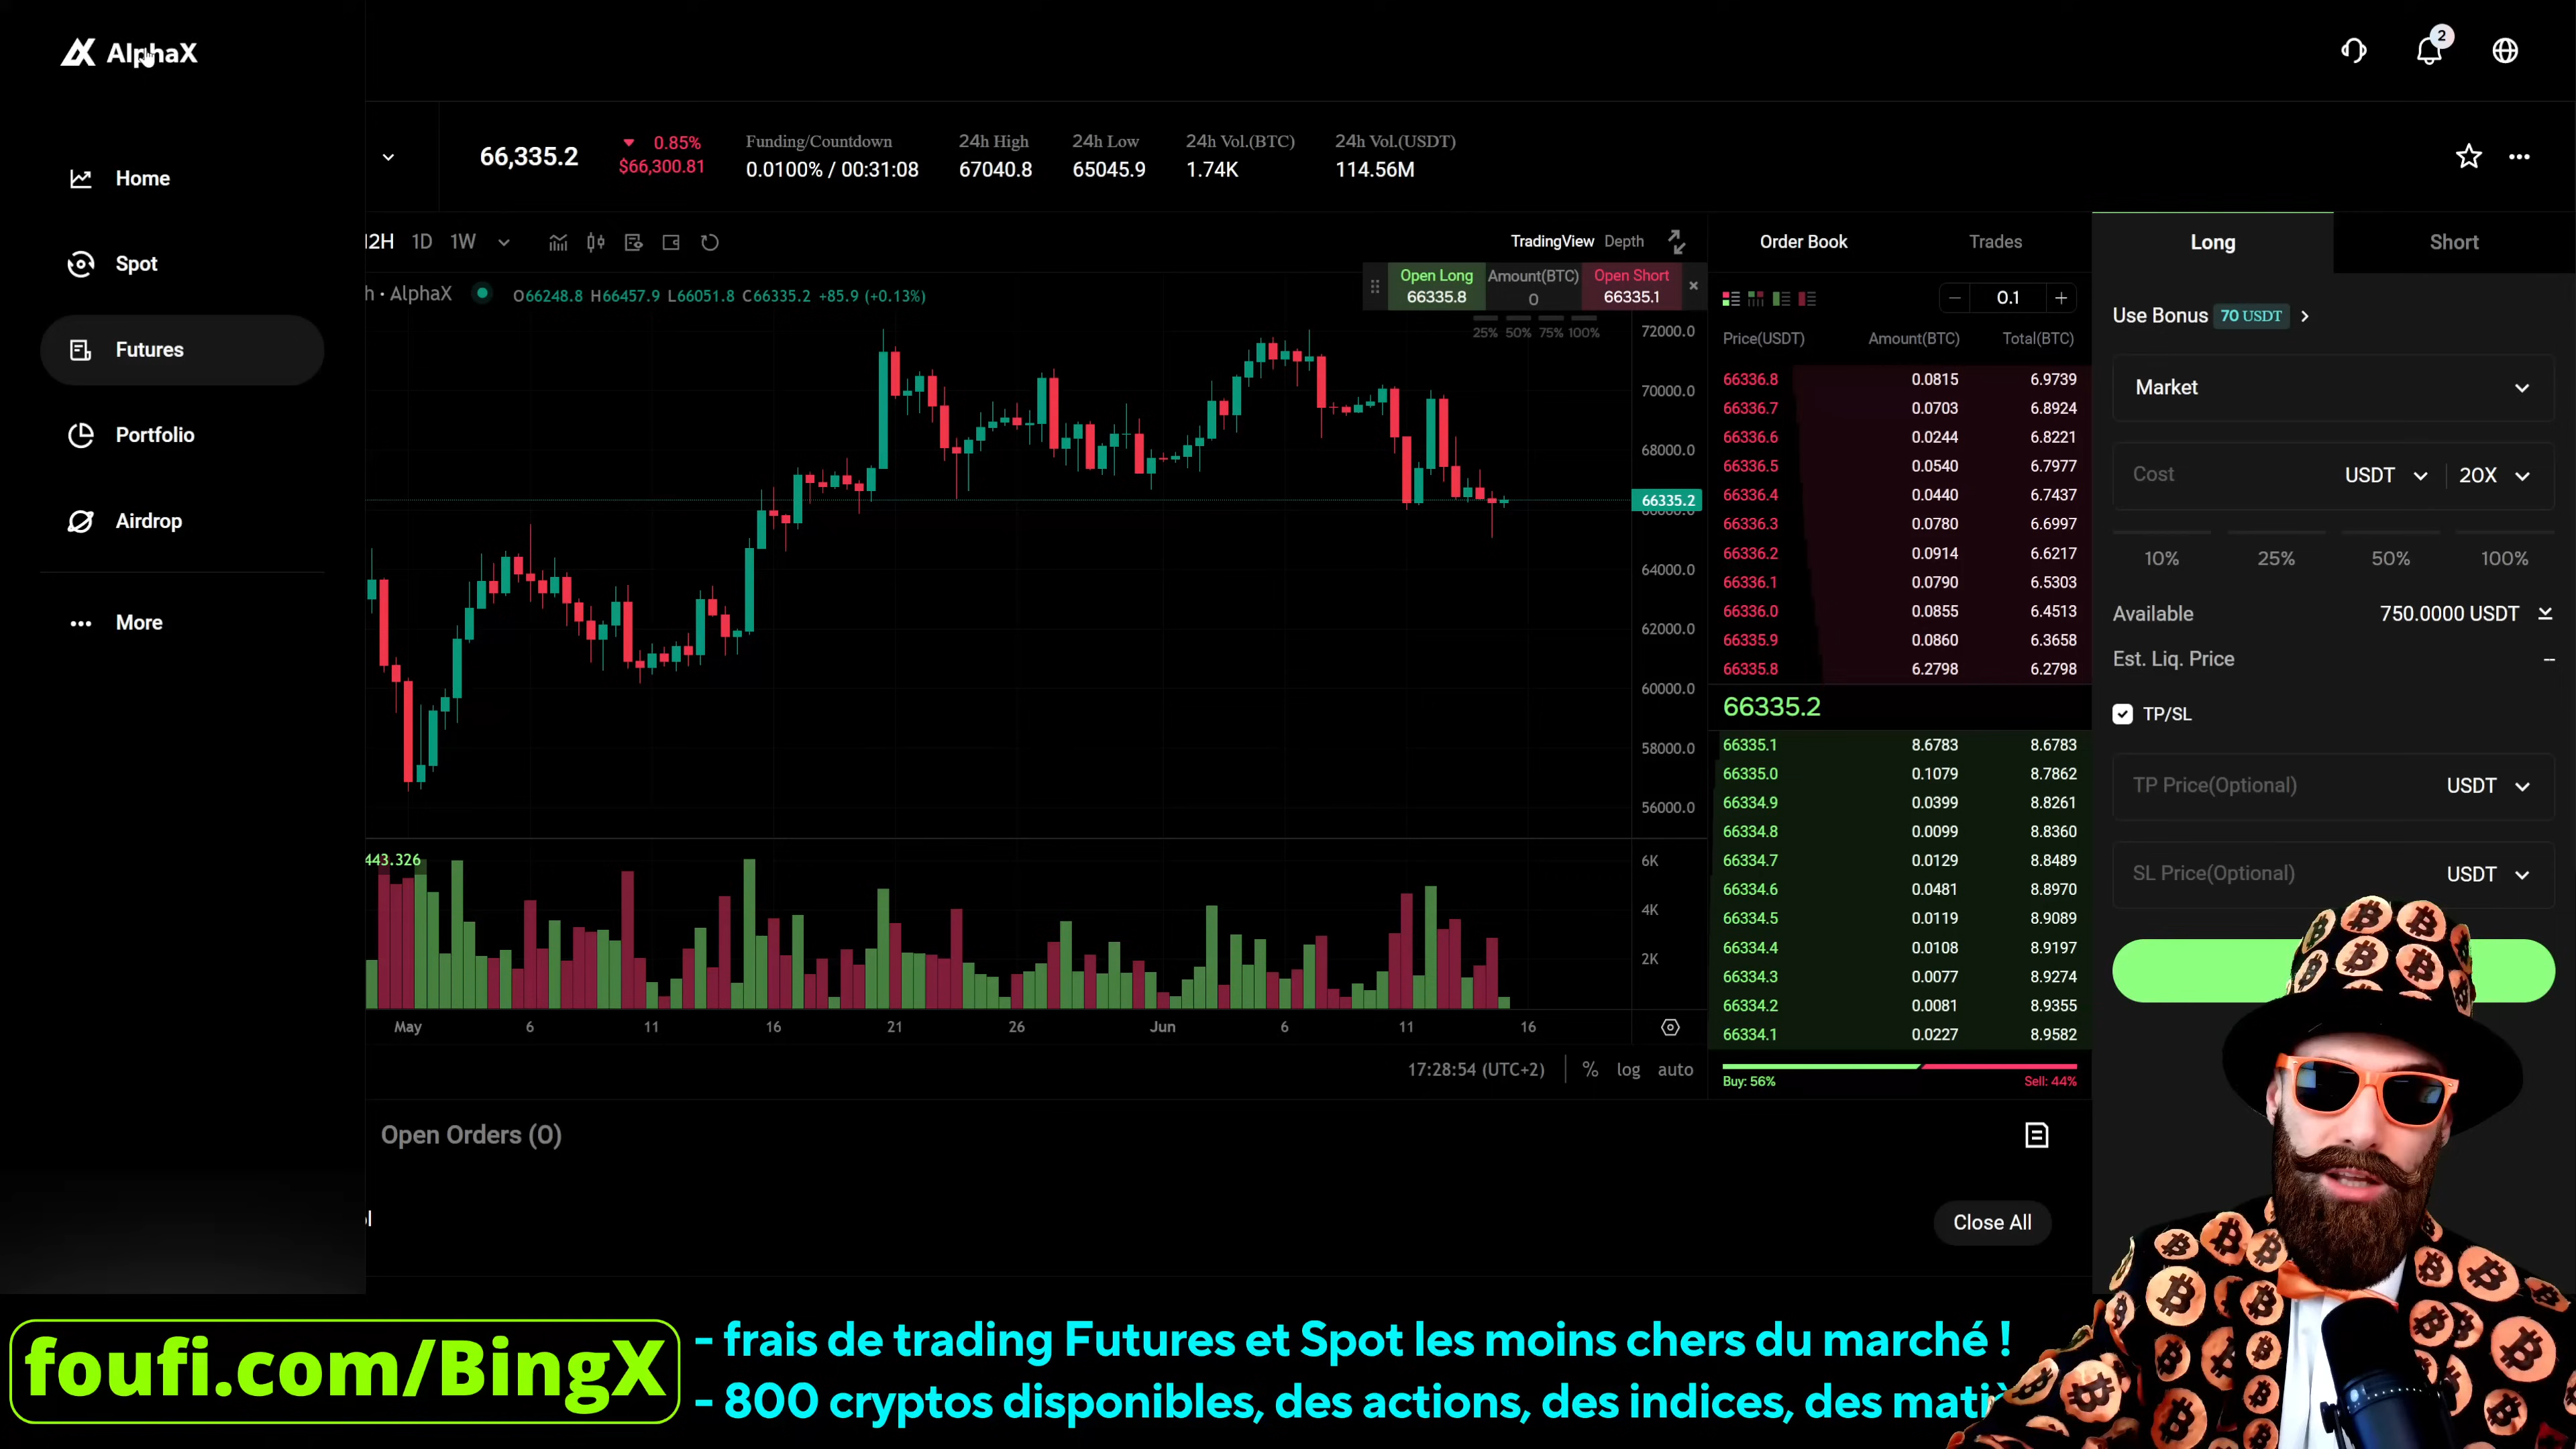 AlphaX
2
Home
Spot
Futures
Portfolio
Airdrop
More
66,335.2
0.85%
$66,300.81
Funding/Countdown
0.0100% / 00:31:08
24h High
67040.8
24h Low
65045.9
24h Vol.(BTC)
1.74K
24h Vol.(USDT)
114.56M
12H 1D 1W
TradingView Depth
h · AlphaX O66248.8 H66457.9 L66051.8 C66335.2 +85.9 (+0.13%)
Open Long
66335.8
Amount(BTC)
0
Open Short
66335.1
25% 50% 75% 100%
72000.0
70000.0
68000.0
66335.2
66000.0
64000.0
62000.0
60000.0
58000.0
56000.0
443.326
6K
4K
2K
May 6 11 16 21 26 Jun 6 11 16
17:28:54 (UTC+2) % log auto
Order Book Trades
0.1
Price(USDT) Amount(BTC) Total(BTC)
66336.8 0.0815 6.9739
66336.7 0.0703 6.8924
66336.6 0.0244 6.8221
66336.5 0.0540 6.7977
66336.4 0.0440 6.7437
66336.3 0.0780 6.6997
66336.2 0.0914 6.6217
66336.1 0.0790 6.5303
66336.0 0.0855 6.4513
66335.9 0.0860 6.3658
66335.8 6.2798 6.2798
66335.2
66335.1 8.6783 8.6783
66335.0 0.1079 8.7862
66334.9 0.0399 8.8261
66334.8 0.0099 8.8360
66334.7 0.0129 8.8489
66334.6 0.0481 8.8970
66334.5 0.0119 8.9089
66334.4 0.0108 8.9197
66334.3 0.0077 8.9274
66334.2 0.0081 8.9355
66334.1 0.0227 8.9582
Buy: 56% Sell: 44%
Long Short
Use Bonus 70 USDT
Market
Cost USDT 20X
10% 25% 50% 100%
Available 750.0000 USDT
Est. Liq. Price --
TP/SL
TP Price(Optional) USDT
SL Price(Optional) USDT
Open Orders (0)
Close All
foufi.com/BingX
- frais de trading Futures et Spot les moins chers du marché !
- 800 cryptos disponibles, des actions, des indices, des mati